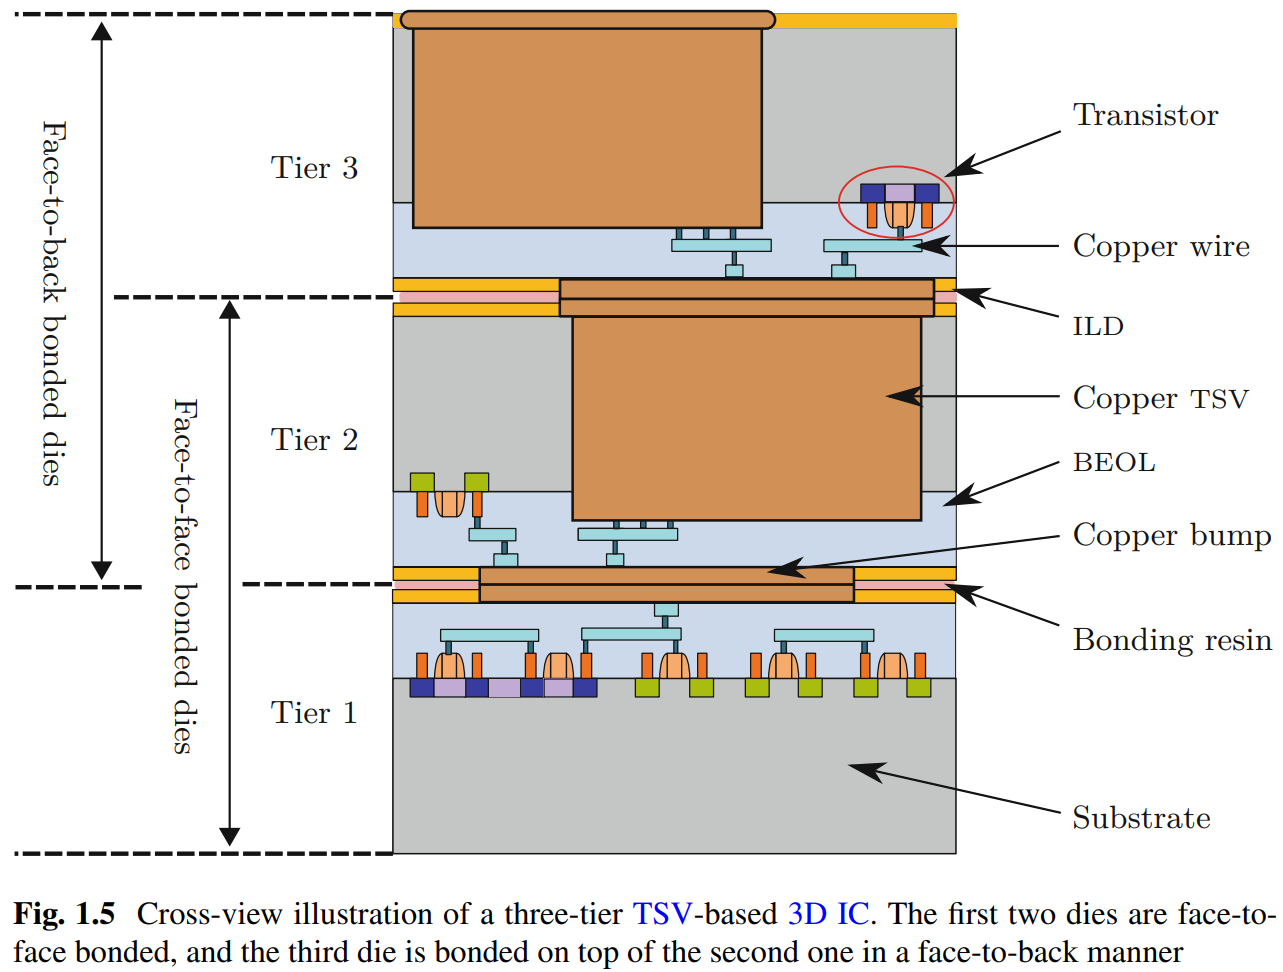 Face-to-back bonded dies
Face-to-face bonded dies
Tier 3
Tier 2
Tier 1
Transistor
Copper wire
ILD
Copper TSV
BEOL
Copper bump
Bonding resin
Substrate
Fig. 1.5 Cross-view illustration of a three-tier TSV-based 3D IC. The first two dies are face-to-
face bonded, and the third die is bonded on top of the second one in a face-to-back manner